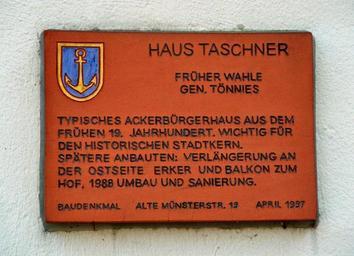 HAUS TASCHNER
FRÜHER WAHLE
GEN. TÖNNIES
TYPISCHES ACKERBÜRGERHAUS AUS DEM
FRÜHEN 19. JAHRHUNDERT. WICHTIG FÜR
DEN HISTORISCHEN STADTKERN.
SPÄTERE ANBAUTEN: VERLÄNGERUNG AN
DER OSTSEITE ERKER UND BALKON ZUM
HOF, 1988 UMBAU UND SANIERUNG.
BAUDENKMAL ALTE MÜNSTERSTR. 13 APRIL 1997